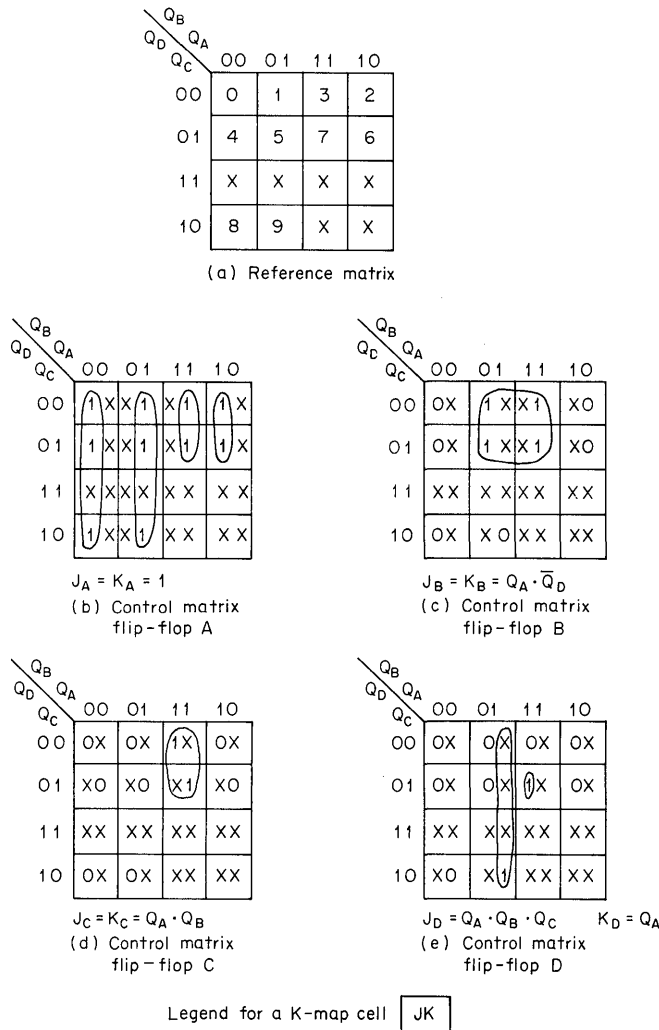 Q_B Q_A
Q_D Q_C 00 01 11 10
00 0 1 3 2
01 4 5 7 6
11 X X X X
10 8 9 X X
(a) Reference matrix
Q_B Q_A
Q_D Q_C 00 01 11 10
00 1X X1 X1 1X
01 1X X1 X1 1X
11 XX XX XX XX
10 1X X1 XX XX
J_A = K_A = 1
(b) Control matrix
flip-flop A
Q_B Q_A
Q_D Q_C 00 01 11 10
00 0X 1X X1 X0
01 0X 1X X1 X0
11 XX XX XX XX
10 0X X0 XX XX
J_B = K_B = Q_A · Q̅_D
(c) Control matrix
flip-flop B
Q_B Q_A
Q_D Q_C 00 01 11 10
00 0X 0X 1X 0X
01 X0 X0 X1 X0
11 XX XX XX XX
10 0X 0X XX XX
J_C = K_C = Q_A · Q_B
(d) Control matrix
flip-flop C
Q_B Q_A
Q_D Q_C 00 01 11 10
00 0X 0X 0X 0X
01 0X 0X 1X 0X
11 XX XX XX XX
10 X0 X1 XX XX
J_D = Q_A · Q_B · Q_C K_D = Q_A
(e) Control matrix
flip-flop D
Legend for a K-map cell JK